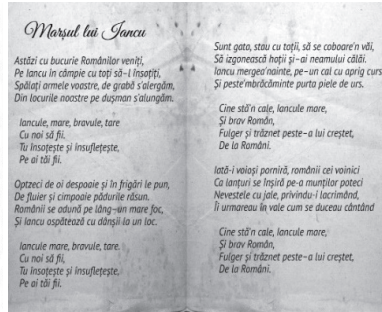 Marșul lui Iancu
Astăzi cu bucurie Românilor veniți,
Pe Iancu în câmpie cu toți să-l însoțiți,
Spălați armele voastre, de grabă s'alergăm,
Din locurile noastre pe dușman s'alungăm.
Iancule, mare, bravule, tare
Cu noi să fii,
Tu însoțește și însuflețește,
Pe ai tăi fii.
Optzeci de oi despoaie și în frigări le pun,
De fluier și cimpoaie pădurile răsun.
Românii se adună pe lâng-un mare foc,
Și Iancu ospătează cu dânșii la un loc.
Iancule mare, bravule, tare.
Cu noi să fii,
Tu însoțește și însuflețește,
Pe ai tăi fii.
Sunt gata, stau cu toții, să se coboare'n văi,
Să izgonească hoții și-ai neamului călăi.
Iancu mergea'nainte, pe-un cal cu aprig curs
Și peste'mbrăcăminte purta piele de urs.
Cine stă'n cale, Iancule mare,
Și brav Român,
Fulger și trăznet peste-a lui creștet,
De la Români.
Iată-i voioși porniră, românii cei voinici
Ca lanțuri se înșiră pe-a munților poteci
Nevestele cu jale, privindu-i lacrimând,
Îi urmareau în vale cum se duceau cântând
Cine stă'n cale, Iancule mare,
Și brav Român,
Fulger și trăznet peste-a lui creștet,
De la Români.